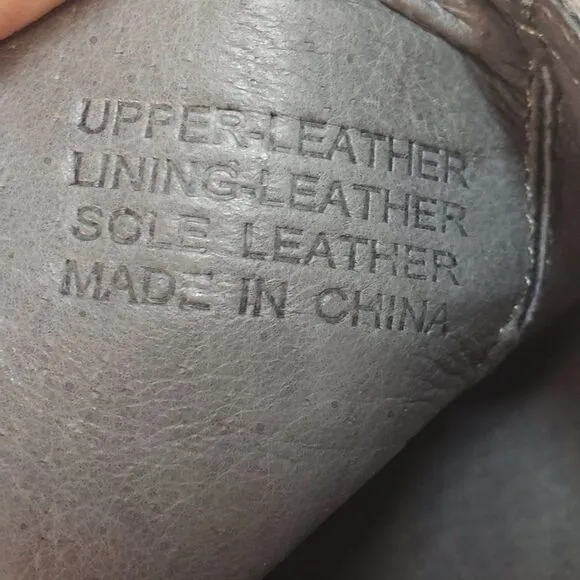 UPPER-LEATHER
LINING-LEATHER
SOLE LEATHER
MADE IN CHINA